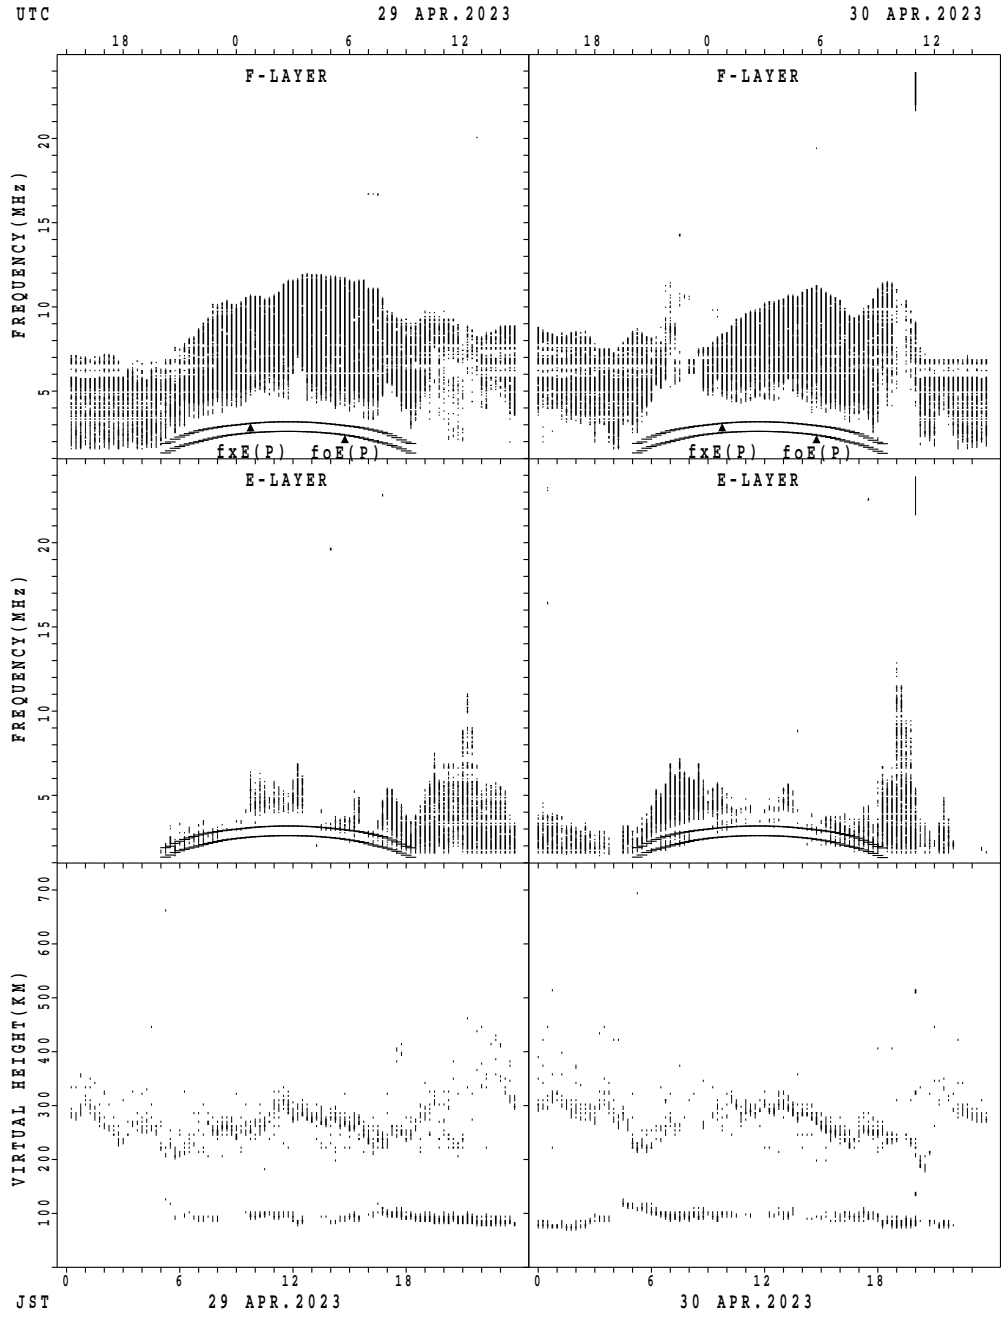 UTC 29 APR.2023 30 APR.2023
18 0 6 12 18 0 6 12
F-LAYER F-LAYER
FREQUENCY(MHz)
20
15
10
5
fxE(P) foE(P) fxE(P) foE(P)
E-LAYER E-LAYER
FREQUENCY(MHz)
20
15
10
5
VIRTUAL HEIGHT(KM)
700
600
500
400
300
200
100
0 6 12 18 0 6 12 18
JST 29 APR.2023 30 APR.2023